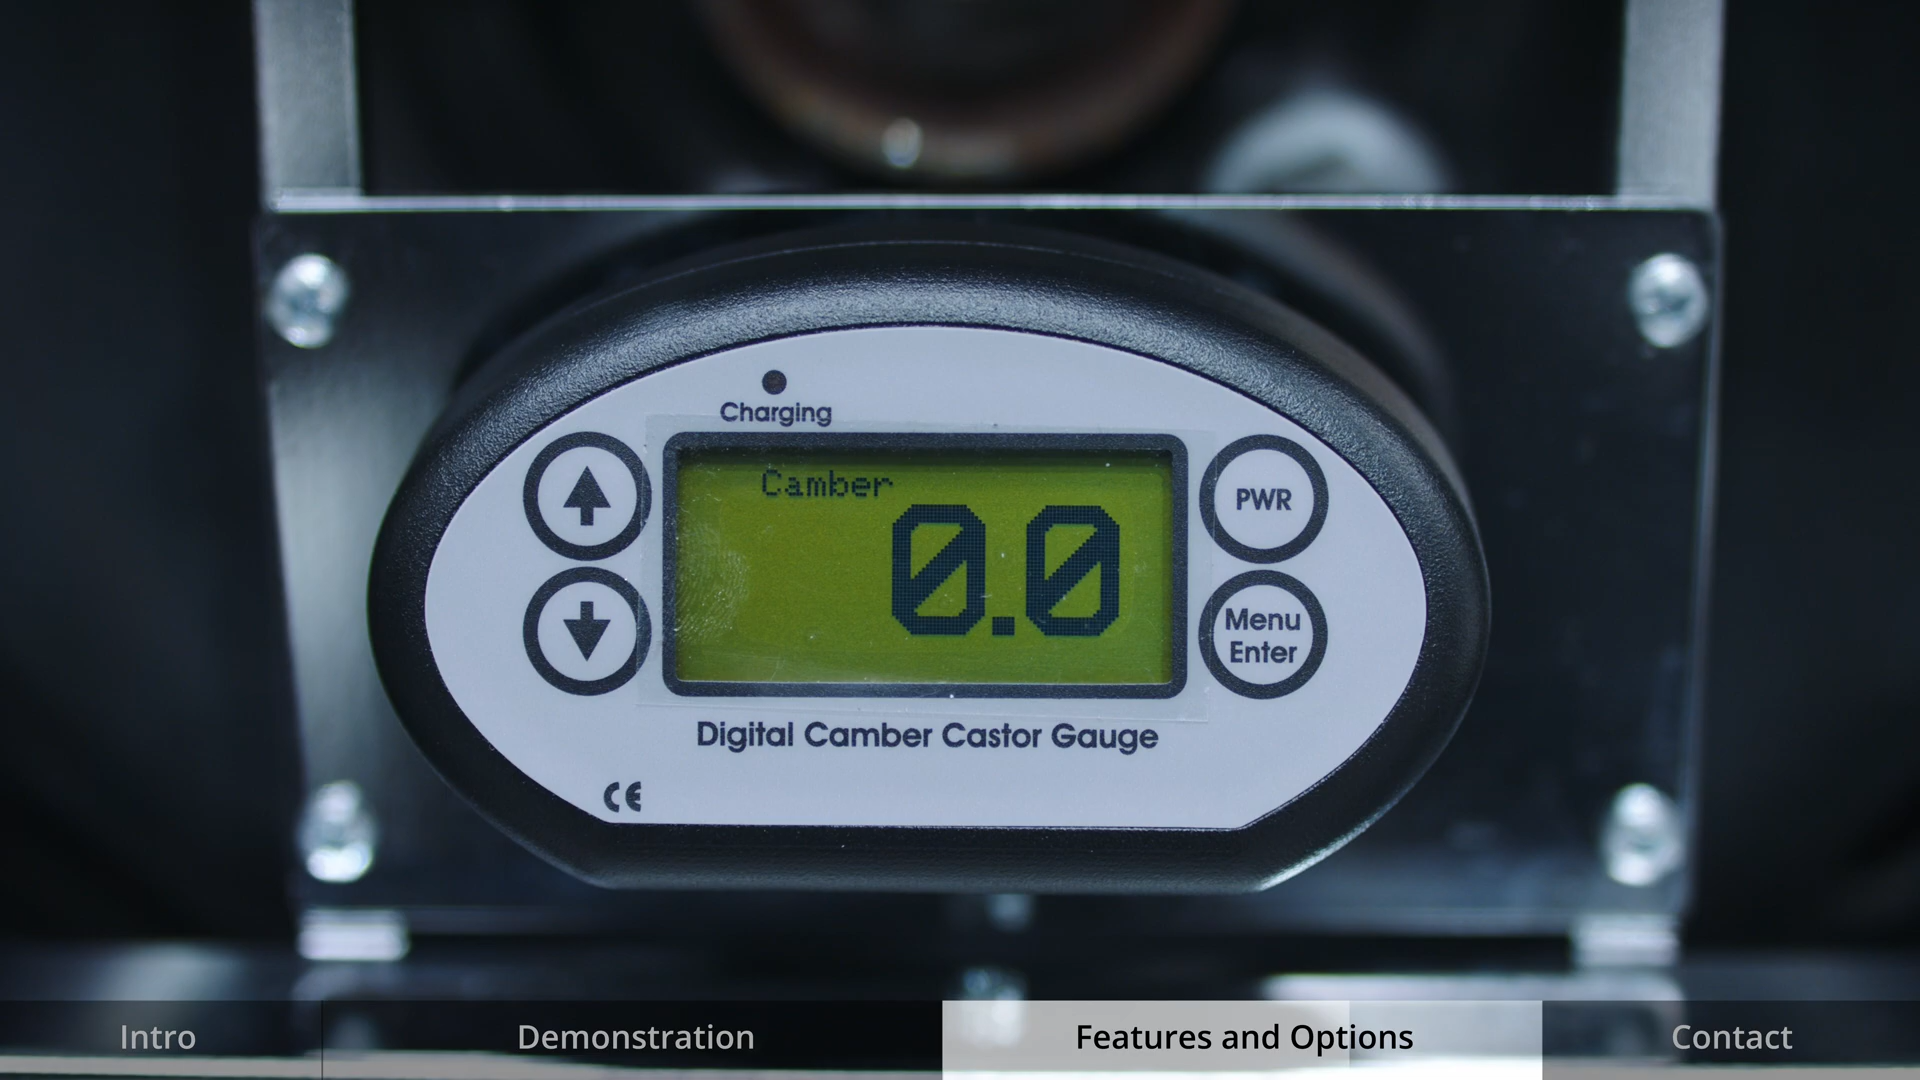 Charging
Camber
0.0
PWR
Menu
Enter
Digital Camber Castor Gauge
CE
Intro
Demonstration
Features and Options
Contact